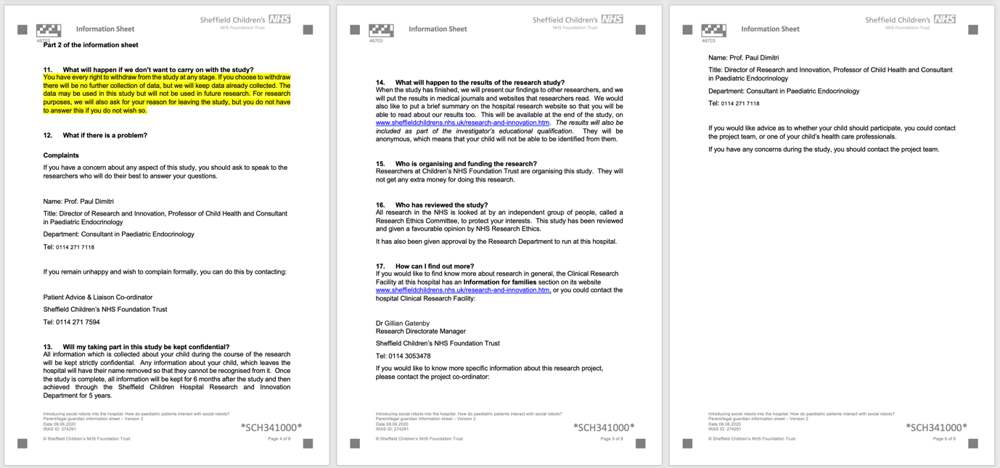 Sheffield Children's NHS
NHS Foundation Trust
Information Sheet
46703
Part 2 of the information sheet
11. What will happen if we don't want to carry on with the study?
You have every right to withdraw from the study at any stage. If you choose to withdraw
there will be no further collection of data, but we will keep data already collected. The
data may be used in this study but will not be used in future research. For research
purposes, we will also ask for your reason for leaving the study, but you do not have
to answer this if you do not wish so.
12. What if there is a problem?
Complaints
If you have a concern about any aspect of this study, you should ask to speak to the
researchers who will do their best to answer your questions.
Name: Prof. Paul Dimitri
Title: Director of Research and Innovation, Professor of Child Health and Consultant
in Paediatric Endocrinology
Department: Consultant in Paediatric Endocrinology
Tel: 0114 271 7118
If you remain unhappy and wish to complain formally, you can do this by contacting:
Patient Advice & Liaison Co-ordinator
Sheffield Children's NHS Foundation Trust
Tel: 0114 271 7594
13. Will my taking part in this study be kept confidential?
All information which is collected about your child during the course of the research
will be kept strictly confidential. Any information about your child, which leaves the
hospital will have their name removed so that they cannot be recognised from it. Once
the study is complete, all information will be kept for 6 months after the study and then
achieved through the Sheffield Children Hospital Research and Innovation
Department for 5 years.
Introducing social robots into the hospital: How do paediatric patients interact with social robots?
Parent/legal guardian information sheet – Version 2
Date 08.06.2020
IRAS ID: 274291
*SCH341000*
© Sheffield Children's NHS Foundation Trust
Page 4 of 8
Sheffield Children's NHS
NHS Foundation Trust
Information Sheet
46703
14. What will happen to the results of the research study?
When the study has finished, we will present our findings to other researchers, and we
will put the results in medical journals and websites that researchers read. We would
also like to put a brief summary on the hospital research website so that you will be
able to read about our results too. This will be available at the end of the study, on
www.sheffieldchildrens.nhs.uk/research-and-innovation.htm. The results will also be
included as part of the investigator's educational qualification. They will be
anonymous, which means that your child will not be able to be identified from them.
15. Who is organising and funding the research?
Researchers at Children's NHS Foundation Trust are organising this study. They will
not get any extra money for doing this research.
16. Who has reviewed the study?
All research in the NHS is looked at by an independent group of people, called a
Research Ethics Committee, to protect your interests. This study has been reviewed
and given a favourable opinion by NHS Research Ethics.
It has also been given approval by the Research Department to run at this hospital.
17. How can I find out more?
If you would like to find know more about research in general, the Clinical Research
Facility at this hospital has an Information for families section on its website
www.sheffieldchildrens.nhs.uk/research-and-innovation.htm, or you could contact the
hospital Clinical Research Facility:
Dr Gillian Gatenby
Research Directorate Manager
Sheffield Children's NHS Foundation Trust
Tel: 0114 3053478
If you would like to know more specific information about this research project,
please contact the project co-ordinator:
Introducing social robots into the hospital: How do paediatric patients interact with social robots?
Parent/legal guardian information sheet – Version 2
Date 08.06.2020
IRAS ID: 274291
*SCH341000*
© Sheffield Children's NHS Foundation Trust
Page 5 of 8
Sheffield Children's NHS
NHS Foundation Trust
Information Sheet
46703
Name: Prof. Paul Dimitri
Title: Director of Research and Innovation, Professor of Child Health and Consultant
in Paediatric Endocrinology
Department: Consultant in Paediatric Endocrinology
Tel: 0114 271 7118
If you would like advice as to whether your child should participate, you could contact
the project team, or one of your child's health care professionals.
If you have any concerns during the study, you should contact the project team.
Introducing social robots into the hospital: How do paediatric patients interact with social robots?
Parent/legal guardian information sheet – Version 2
Date 08.06.2020
IRAS ID: 274291
*SCH341000*
© Sheffield Children's NHS Foundation Trust
Page 6 of 8